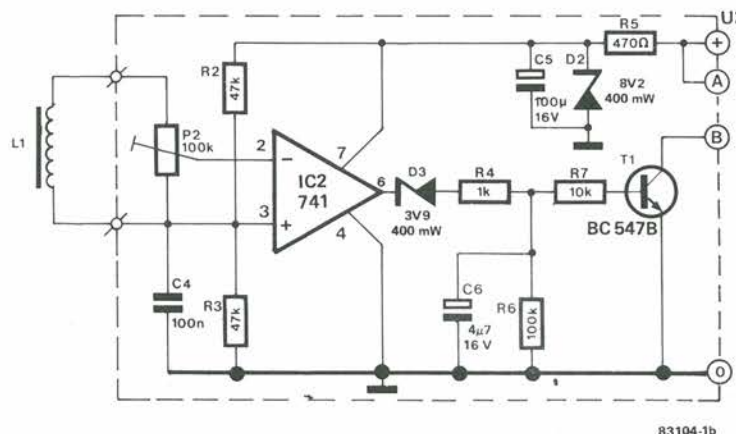 U2
R5
470Ω
+
A
R2
47k
C5
100µ
16V
D2
8V2
400 mW
L1
P2
100k
2
−
7
B
IC2
741
6
D3
3V9
400 mW
R4
1k
R7
10k
T1
BC 547B
3
+
4
C4
100n
R3
47k
C6
4µ7
16 V
R6
100k
0
83104-1b